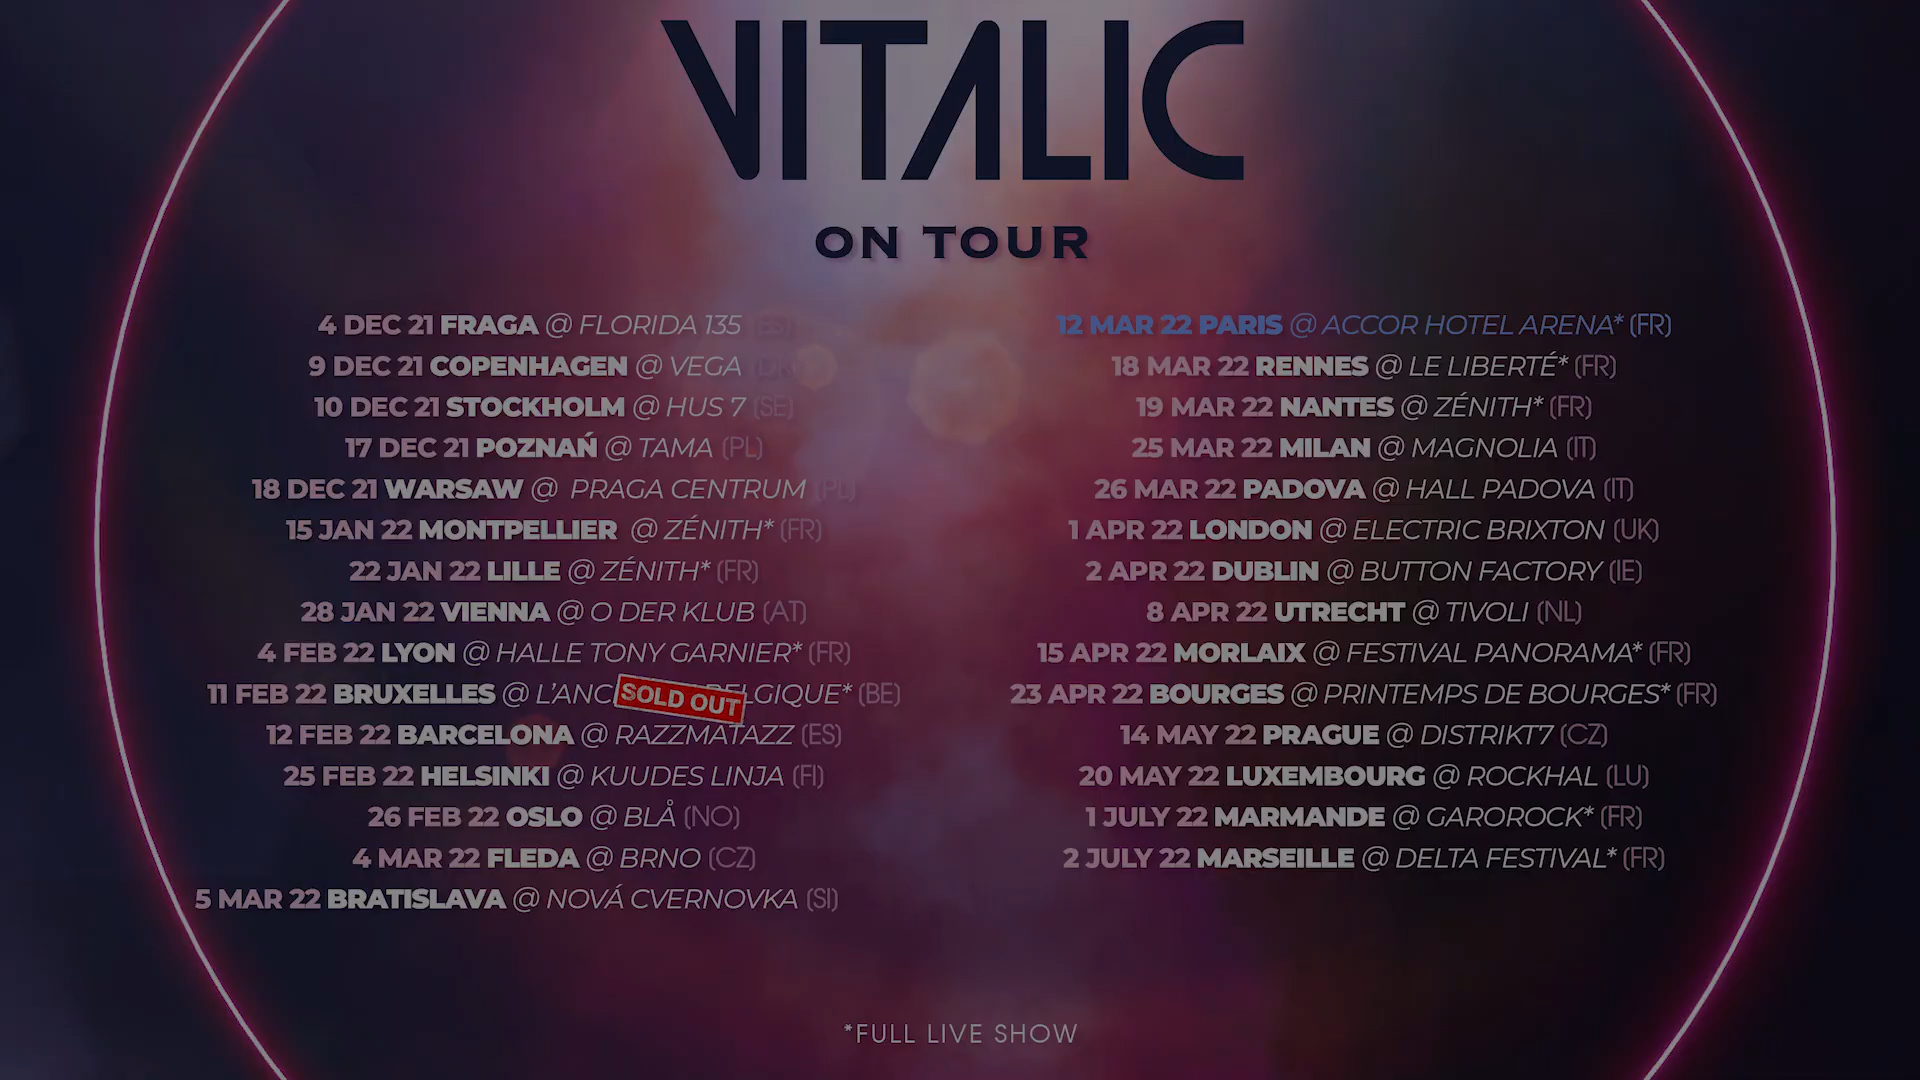 VITALIC
ON TOUR
4 DEC 21 FRAGA @ FLORIDA 135 (ES)
9 DEC 21 COPENHAGEN @ VEGA (DK)
10 DEC 21 STOCKHOLM @ HUS 7 (SE)
17 DEC 21 POZNAŃ @ TAMA (PL)
18 DEC 21 WARSAW @ PRAGA CENTRUM (PL)
15 JAN 22 MONTPELLIER @ ZÉNITH* (FR)
22 JAN 22 LILLE @ ZÉNITH* (FR)
28 JAN 22 VIENNA @ O DER KLUB (AT)
4 FEB 22 LYON @ HALLE TONY GARNIER* (FR)
11 FEB 22 BRUXELLES @ L'ANC SOLD OUT LGIQUE* (BE)
12 FEB 22 BARCELONA @ RAZZMATAZZ (ES)
25 FEB 22 HELSINKI @ KUUDES LINJA (FI)
26 FEB 22 OSLO @ BLÅ (NO)
4 MAR 22 FLEDA @ BRNO (CZ)
5 MAR 22 BRATISLAVA @ NOVÁ CVERNOVKA (SI)
12 MAR 22 PARIS @ ACCOR HOTEL ARENA* (FR)
18 MAR 22 RENNES @ LE LIBERTÉ* (FR)
19 MAR 22 NANTES @ ZÉNITH* (FR)
25 MAR 22 MILAN @ MAGNOLIA (IT)
26 MAR 22 PADOVA @ HALL PADOVA (IT)
1 APR 22 LONDON @ ELECTRIC BRIXTON (UK)
2 APR 22 DUBLIN @ BUTTON FACTORY (IE)
8 APR 22 UTRECHT @ TIVOLI (NL)
15 APR 22 MORLAIX @ FESTIVAL PANORAMA* (FR)
23 APR 22 BOURGES @ PRINTEMPS DE BOURGES* (FR)
14 MAY 22 PRAGUE @ DISTRIKT7 (CZ)
20 MAY 22 LUXEMBOURG @ ROCKHAL (LU)
1 JULY 22 MARMANDE @ GAROROCK* (FR)
2 JULY 22 MARSEILLE @ DELTA FESTIVAL* (FR)
*FULL LIVE SHOW